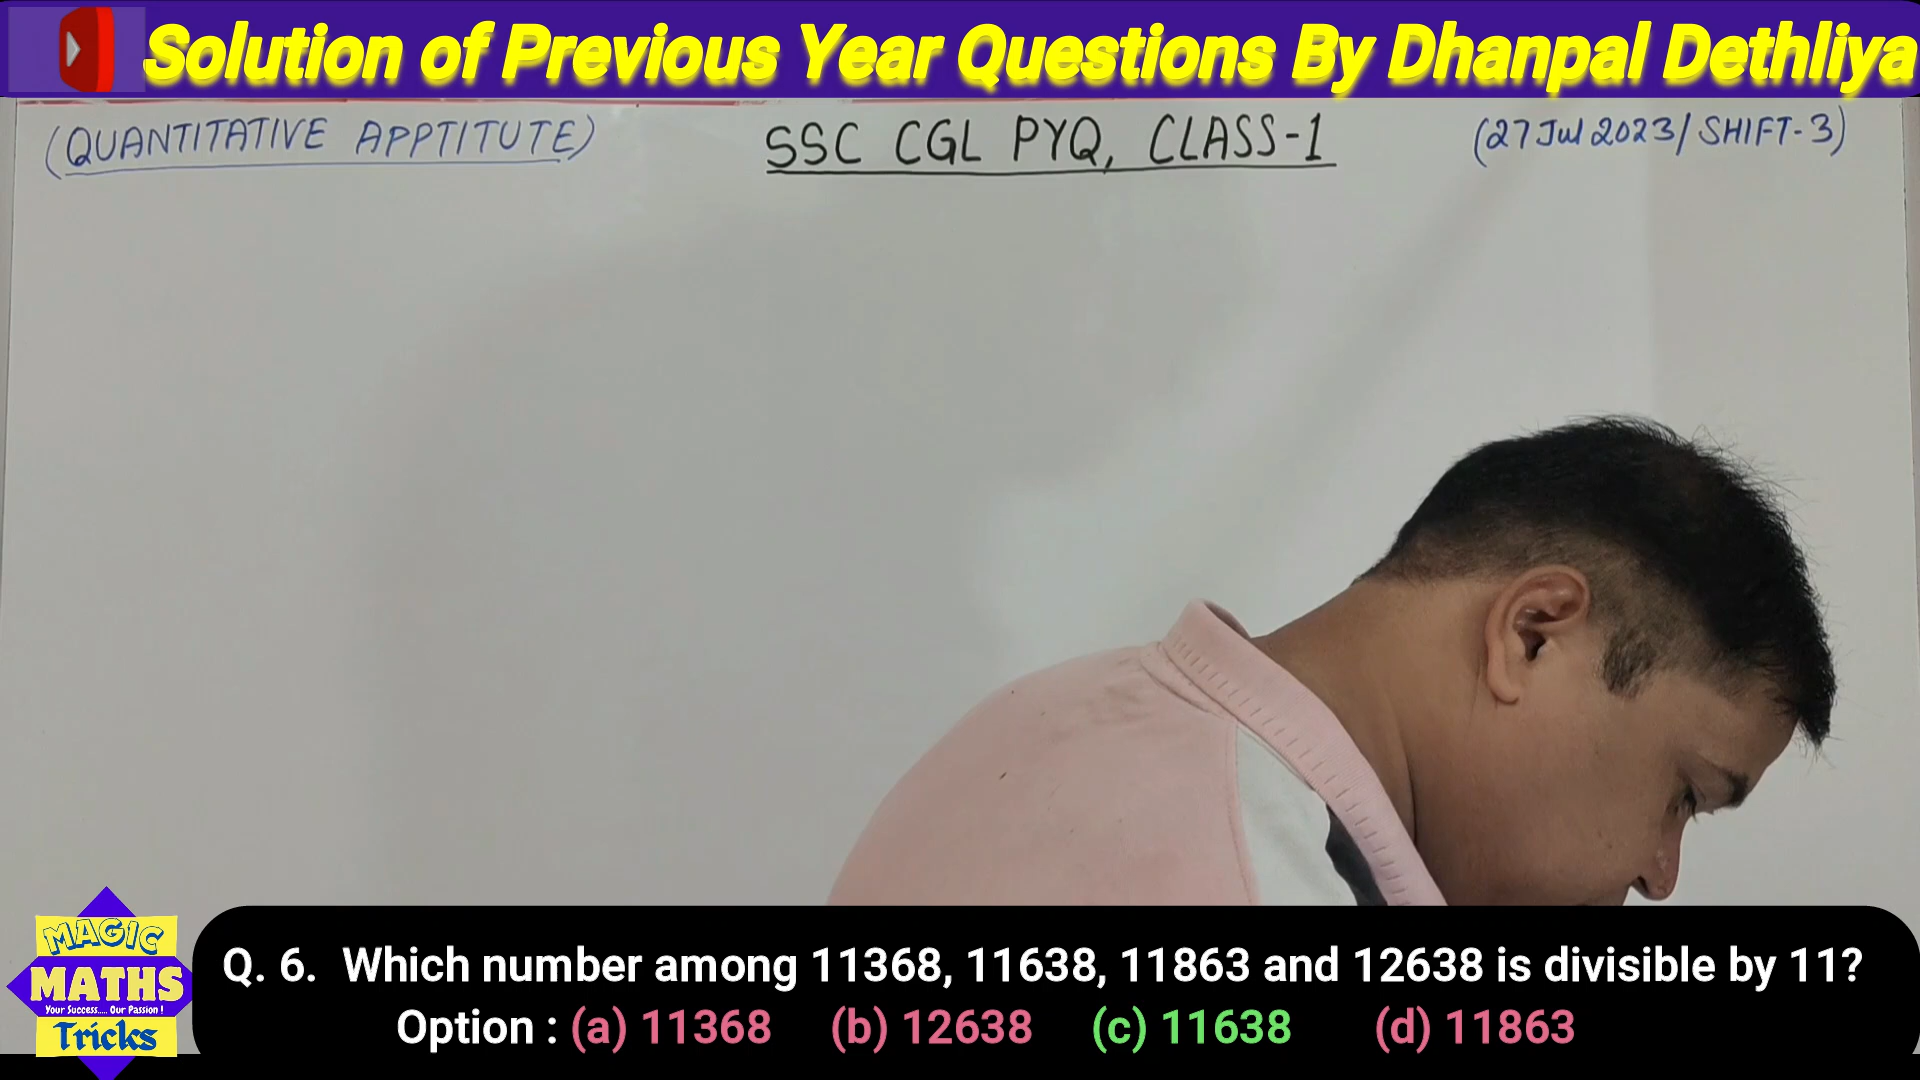 Solution of Previous Year Questions By Dhanpal Dethliya
(QUANTITATIVE APPTITUTE) SSC CGL PYQ, CLASS-1 (27 Jul 2023/ SHIFT-3)
MAGIC
MATHS
Your Success..... Our Passion !
Tricks
Q. 6. Which number among 11368, 11638, 11863 and 12638 is divisible by 11?
Option : (a) 11368 (b) 12638 (c) 11638 (d) 11863